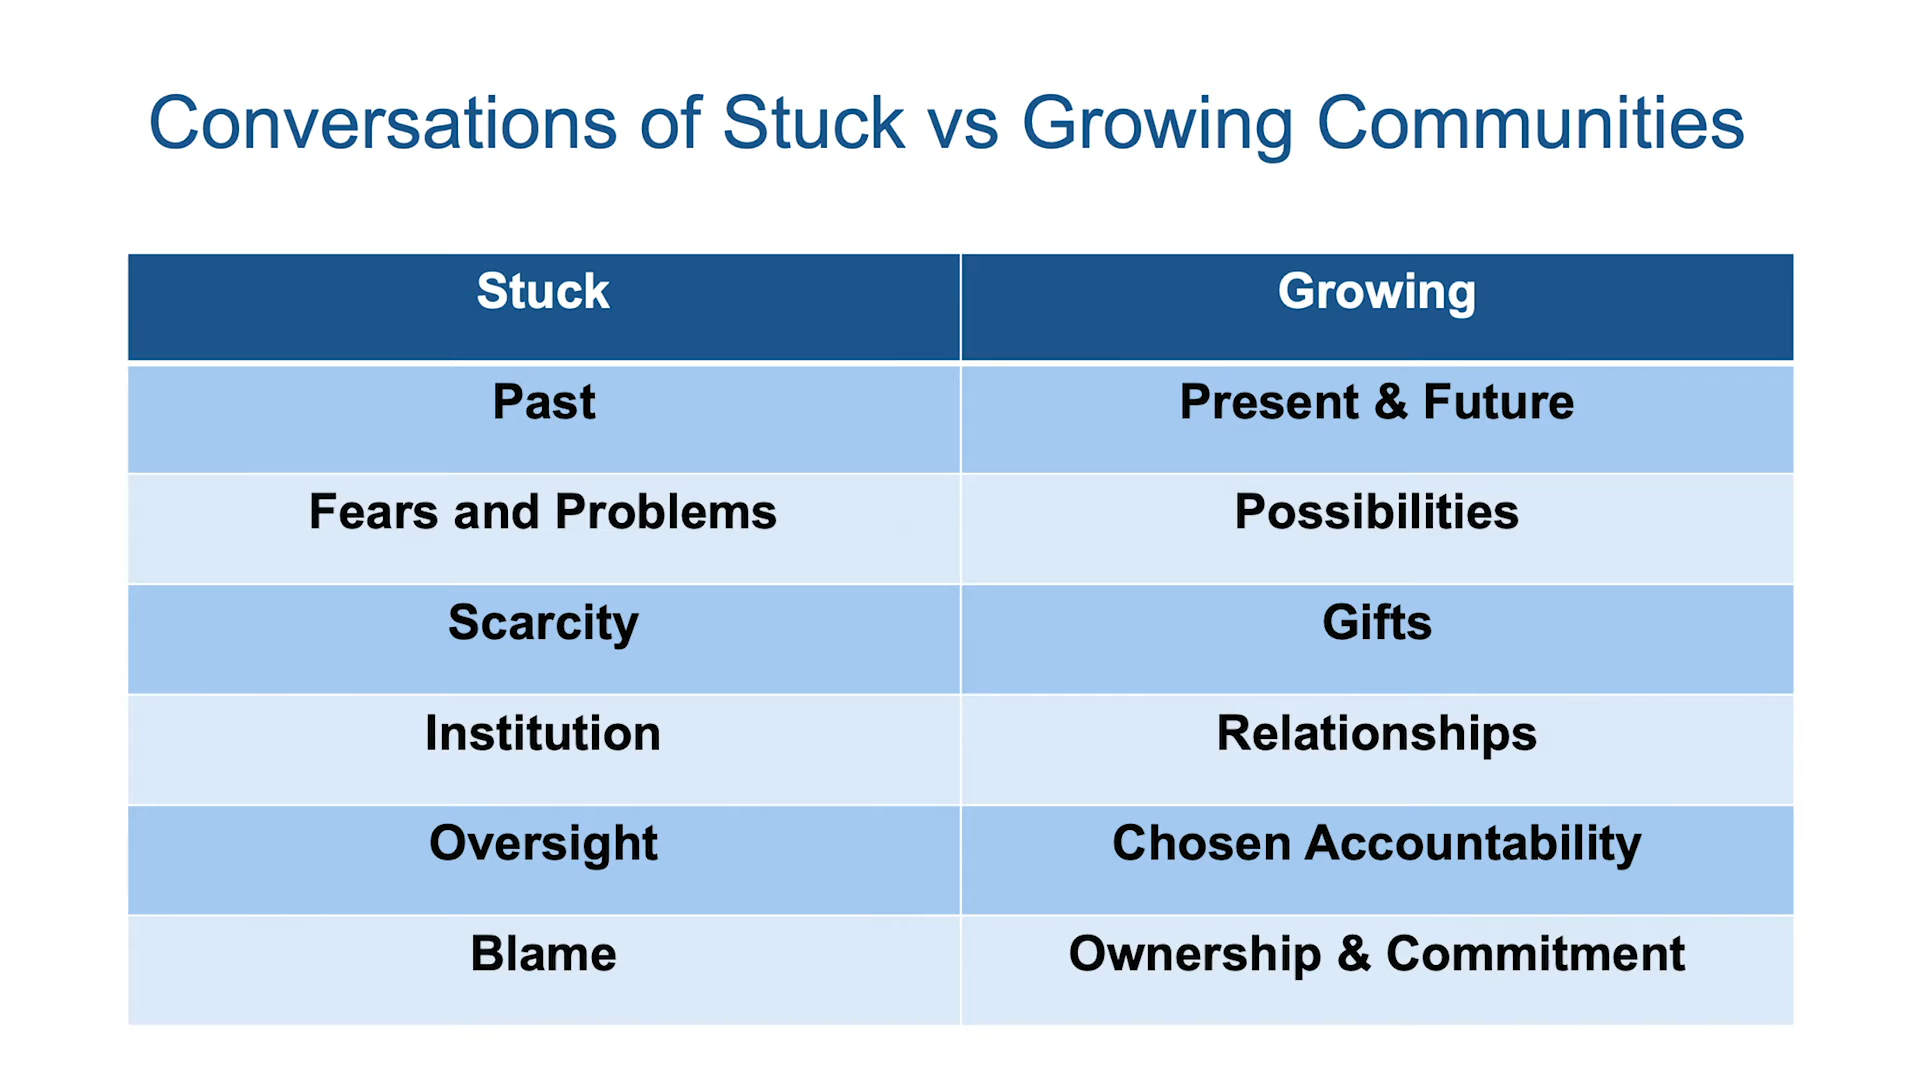 Conversations of Stuck vs Growing Communities
Stuck
Growing
Past
Present & Future
Fears and Problems
Possibilities
Scarcity
Gifts
Institution
Relationships
Oversight
Chosen Accountability
Blame
Ownership & Commitment